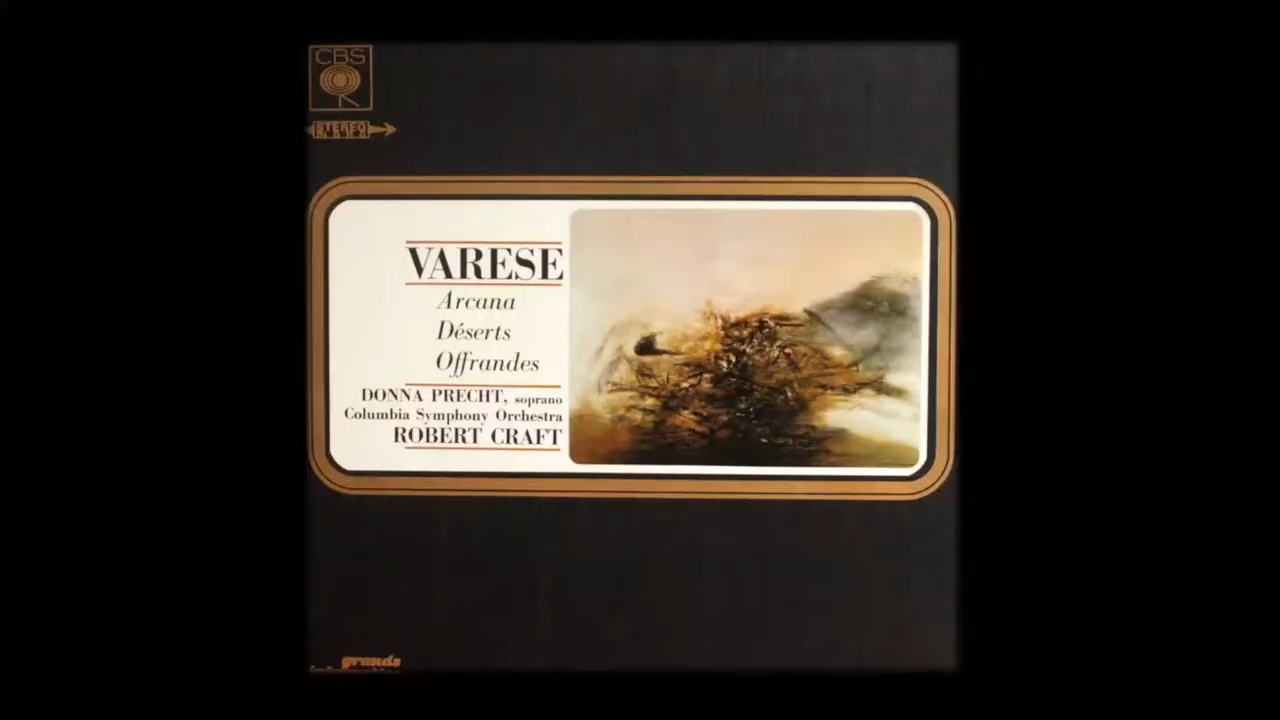 CBS
STEREO
VARESE
Arcana
Déserts
Offrandes
DONNA PRECHT, soprano
Columbia Symphony Orchestra
ROBERT CRAFT
grands